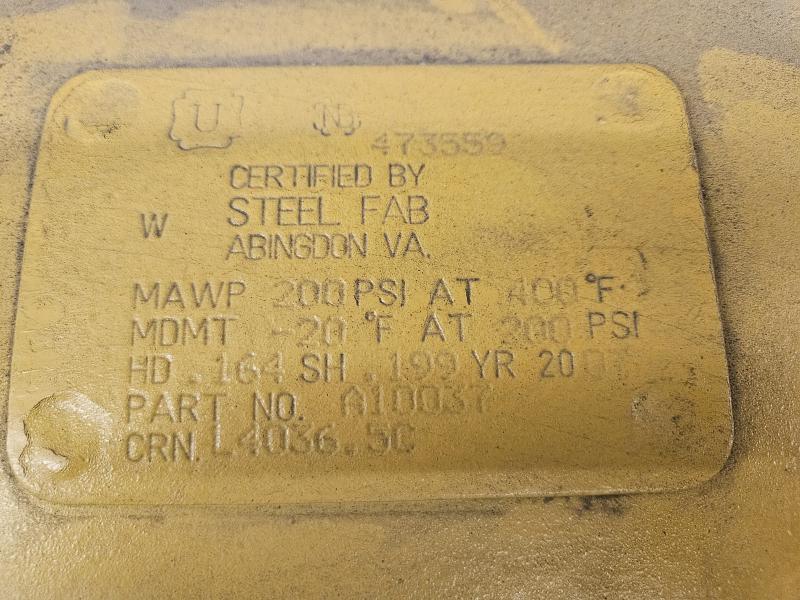 U N
473559
CERTIFIED BY
W STEEL FAB
ABINGDON VA.
MAWP 200 PSI AT 400 °F.
MDMT -20 °F AT 200 PSI
HD .164 SH .199 YR 20
PART NO. A10037
CRN. L4036.5C